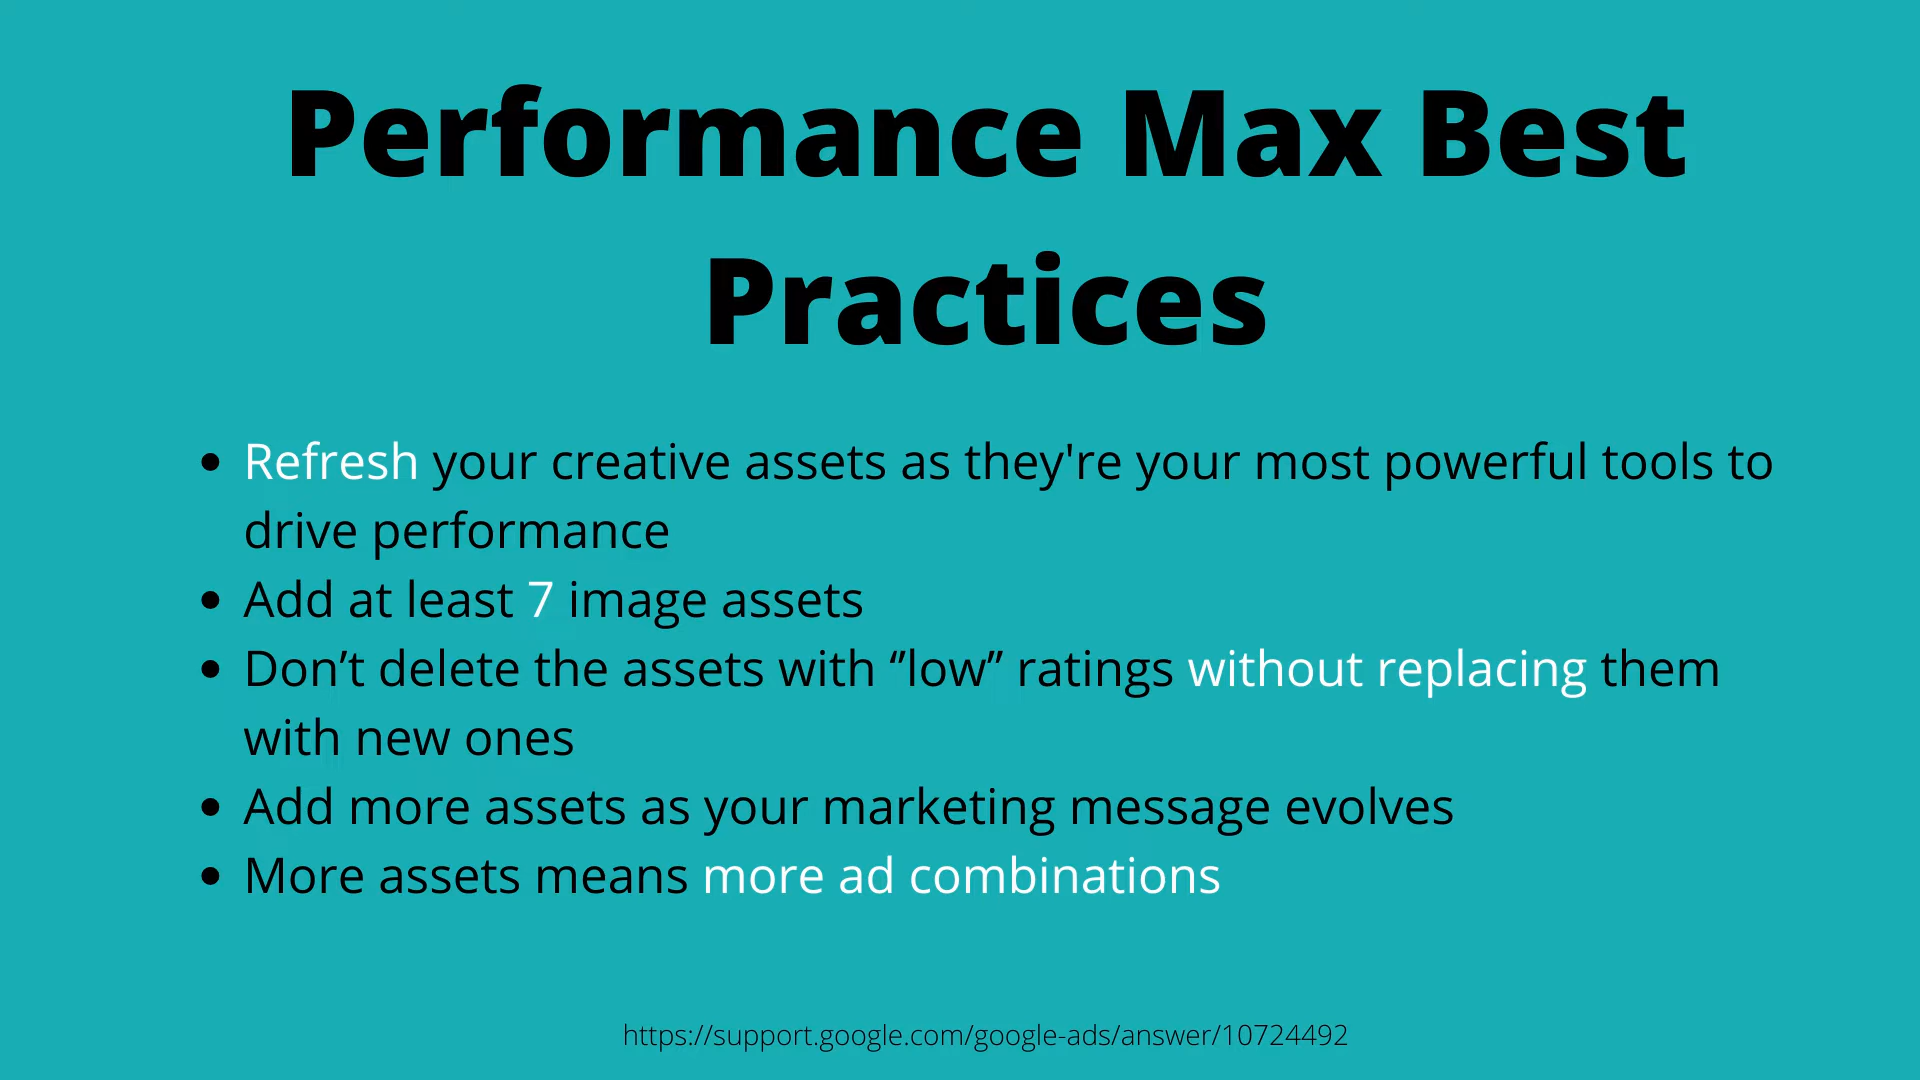 Performance Max Best
Practices
• Refresh your creative assets as they're your most powerful tools to
drive performance
• Add at least 7 image assets
• Don’t delete the assets with “low” ratings without replacing them
with new ones
• Add more assets as your marketing message evolves
• More assets means more ad combinations
https://support.google.com/google-ads/answer/10724492